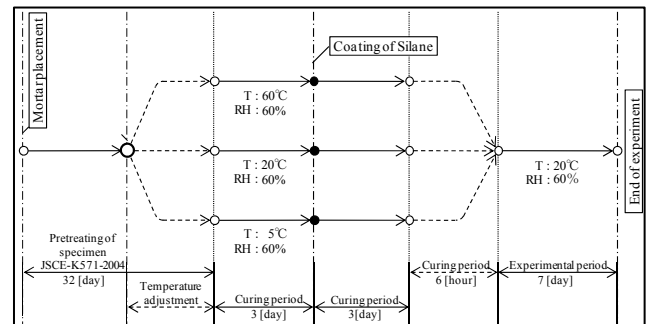 Mortar placement
Coating of Silane
End of experiment
T : 60℃
RH : 60%
T : 20℃
RH : 60%
T : 5℃
RH : 60%
T : 20℃
RH : 60%
Pretreating of
specimen
JSCE-K571-2004
32 [day]
Temperature
adjustment
Curing period
3 [day]
Curing period
3[day]
Curing period
6 [hour]
Experimental period
7 [day]